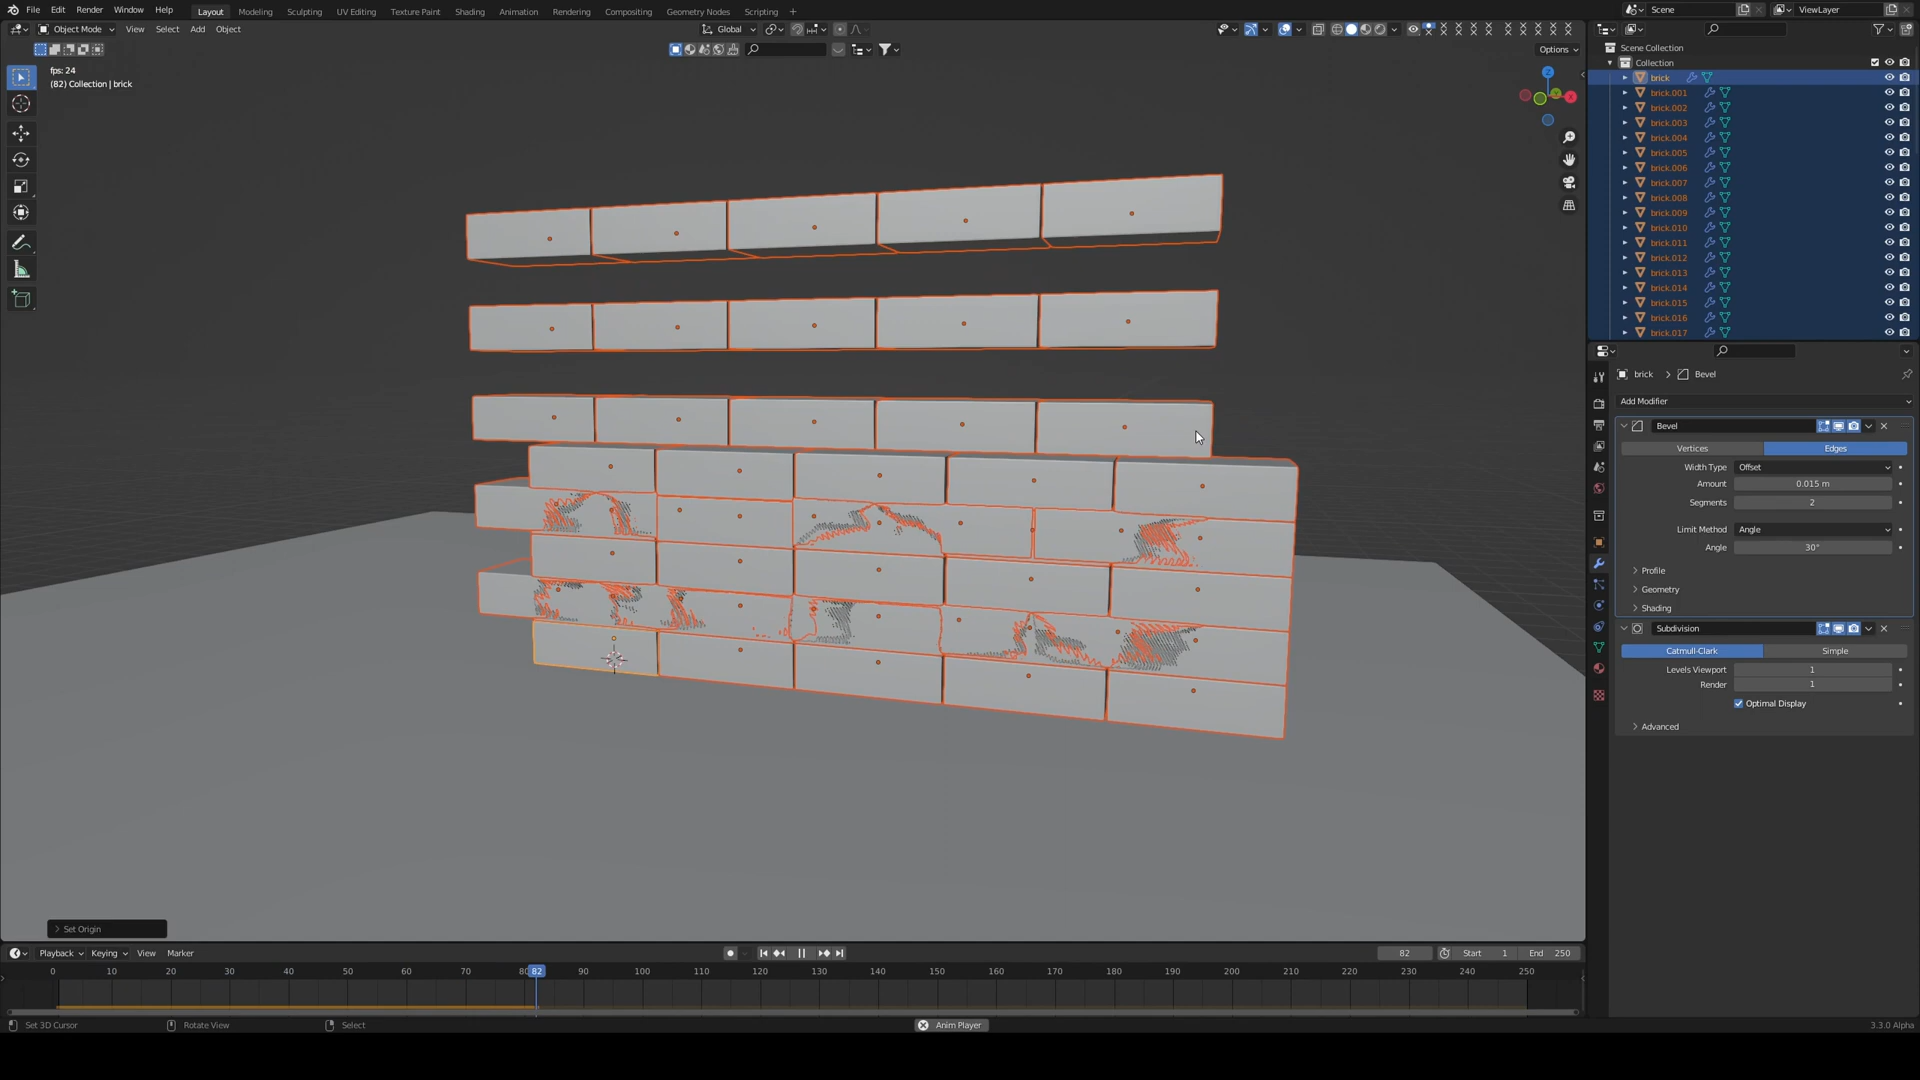 File Edit Render Window Help Layout Modeling Sculpting UV Editing Texture Paint Shading Animation Rendering Compositing Geometry Nodes Scripting + Scene ViewLayer
Object Mode View Select Add Object Global
Options
fps: 24
(82) Collection | brick
Scene Collection
Collection
brick
brick.001
brick.002
brick.003
brick.004
brick.005
brick.006
brick.007
brick.008
brick.009
brick.010
brick.011
brick.012
brick.013
brick.014
brick.015
brick.016
brick.017
brick > Bevel
Add Modifier
Bevel
Vertices Edges
Width Type Offset
Amount 0.015 m
Segments 2
Limit Method Angle
Angle 30°
Profile
Geometry
Shading
Subdivision
Catmull-Clark Simple
Levels Viewport 1
Render 1
Optimal Display
Advanced
Set Origin
Playback Keying View Marker 82 Start 1 End 250
0 10 20 30 40 50 60 70 80 82 90 100 110 120 130 140 150 160 170 180 190 200 210 220 230 240 250
Set 3D Cursor Rotate View Select Anim Player 3.3.0 Alpha